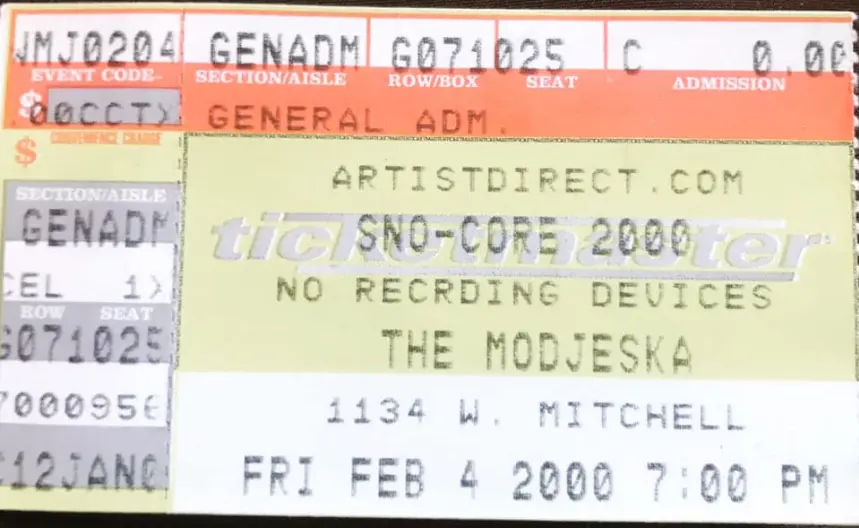 JMJ0204 GENADM G071025 C 0.00
EVENT CODE SECTION/AISLE ROW/BOX SEAT ADMISSION
$ .00CCTX GENERAL ADM.
$ CONVENIENCE CHARGE
ARTISTDIRECT.COM
SECTION/AISLE
GENADM
ticketmaster
SNO-CORE 2000
CEL 1X
NO RECRDING DEVICES
ROW SEAT
G071025
THE MODJESKA
7000956
1134 W. MITCHELL
12JAN0
FRI FEB 4 2000 7:00 PM